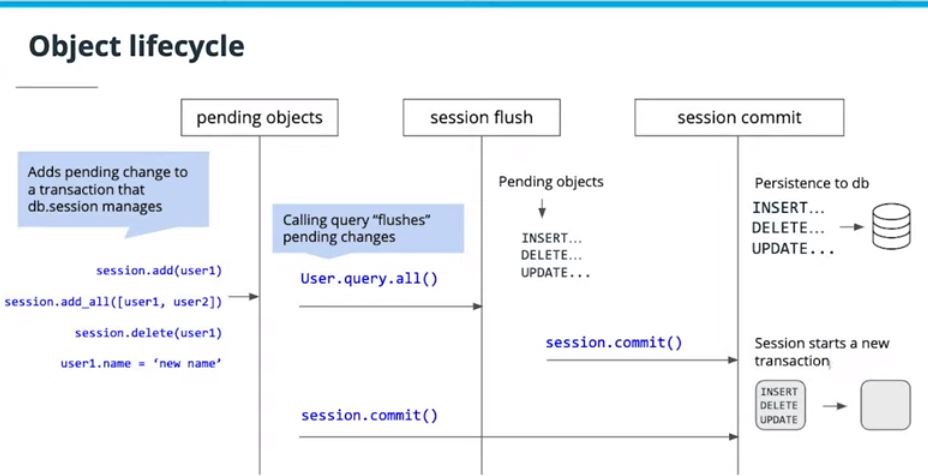 Object lifecycle
pending objects
session flush
session commit
Adds pending change to
a transaction that
db.session manages
session.add(user1)
session.add_all([user1, user2])
session.delete(user1)
user1.name = ‘new name’
Calling query “flushes”
pending changes
User.query.all()
session.commit()
Pending objects
INSERT...
DELETE...
UPDATE...
session.commit()
Persistence to db
INSERT...
DELETE...
UPDATE...
Session starts a new
transaction
INSERT
DELETE
UPDATE